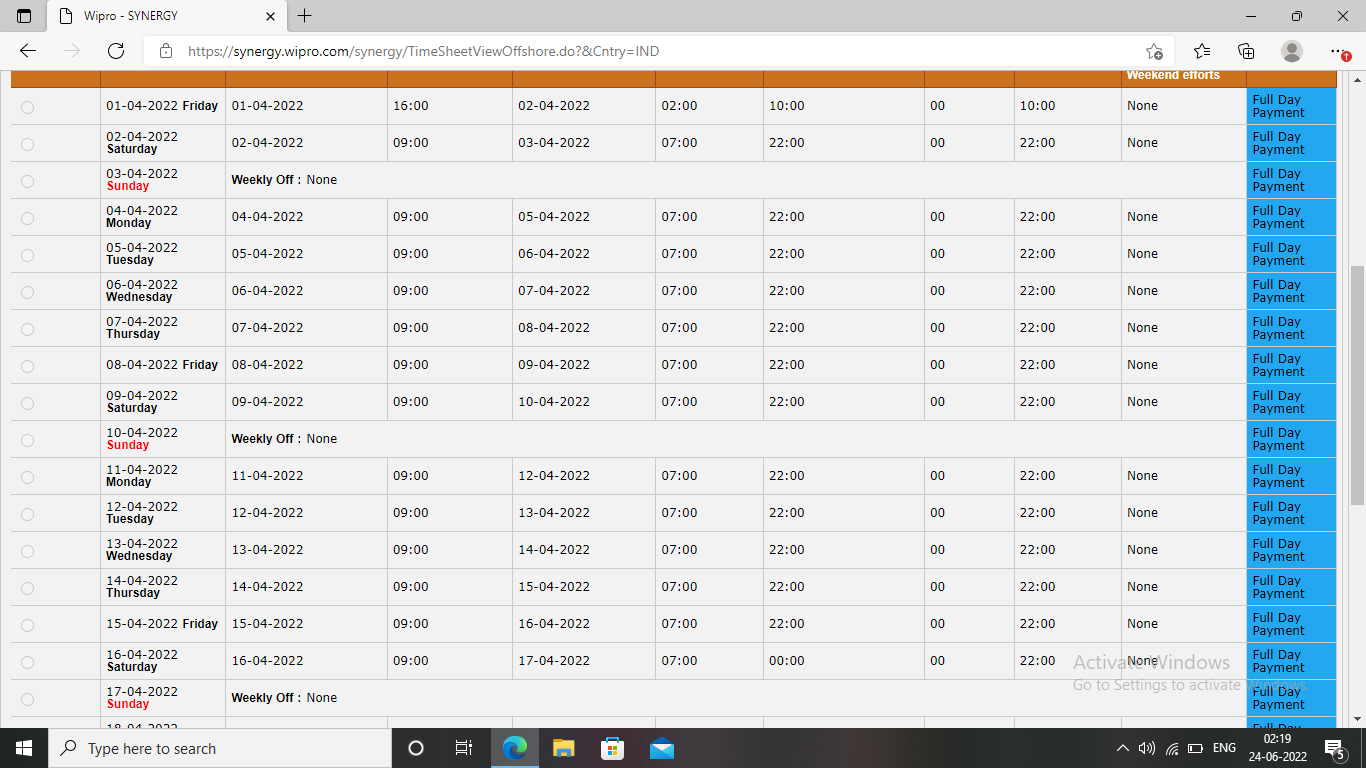 Wipro - SYNERGY
https://synergy.wipro.com/synergy/TimeSheetViewOffshore.do?&Cntry=IND
Weekend efforts
01-04-2022 Friday 01-04-2022 16:00 02-04-2022 02:00 10:00 00 10:00 None Full Day Payment
02-04-2022 Saturday 02-04-2022 09:00 03-04-2022 07:00 22:00 00 22:00 None Full Day Payment
03-04-2022 Sunday Weekly Off : None Full Day Payment
04-04-2022 Monday 04-04-2022 09:00 05-04-2022 07:00 22:00 00 22:00 None Full Day Payment
05-04-2022 Tuesday 05-04-2022 09:00 06-04-2022 07:00 22:00 00 22:00 None Full Day Payment
06-04-2022 Wednesday 06-04-2022 09:00 07-04-2022 07:00 22:00 00 22:00 None Full Day Payment
07-04-2022 Thursday 07-04-2022 09:00 08-04-2022 07:00 22:00 00 22:00 None Full Day Payment
08-04-2022 Friday 08-04-2022 09:00 09-04-2022 07:00 22:00 00 22:00 None Full Day Payment
09-04-2022 Saturday 09-04-2022 09:00 10-04-2022 07:00 22:00 00 22:00 None Full Day Payment
10-04-2022 Sunday Weekly Off : None Full Day Payment
11-04-2022 Monday 11-04-2022 09:00 12-04-2022 07:00 22:00 00 22:00 None Full Day Payment
12-04-2022 Tuesday 12-04-2022 09:00 13-04-2022 07:00 22:00 00 22:00 None Full Day Payment
13-04-2022 Wednesday 13-04-2022 09:00 14-04-2022 07:00 22:00 00 22:00 None Full Day Payment
14-04-2022 Thursday 14-04-2022 09:00 15-04-2022 07:00 22:00 00 22:00 None Full Day Payment
15-04-2022 Friday 15-04-2022 09:00 16-04-2022 07:00 22:00 00 22:00 None Full Day Payment
16-04-2022 Saturday 16-04-2022 09:00 17-04-2022 07:00 00:00 00 22:00 None Full Day Payment
17-04-2022 Sunday Weekly Off : None Full Day Payment
18-04-2022 Full Day
Activate Windows
Go to Settings to activate Windows.
Type here to search
ENG
02:19
24-06-2022
5